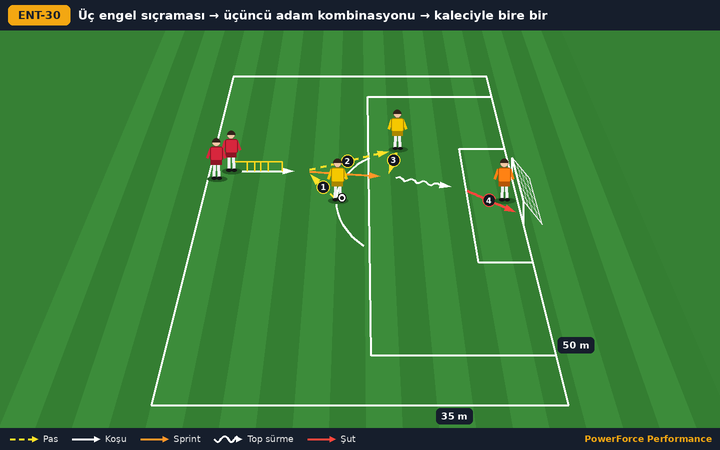 ENT-30 Üç engel sıçraması → üçüncü adam kombinasyonu → kaleciyle bire bir
2
3
1
4
50 m
35 m
Pas Koşu Sprint Top sürme Şut PowerForce Performance